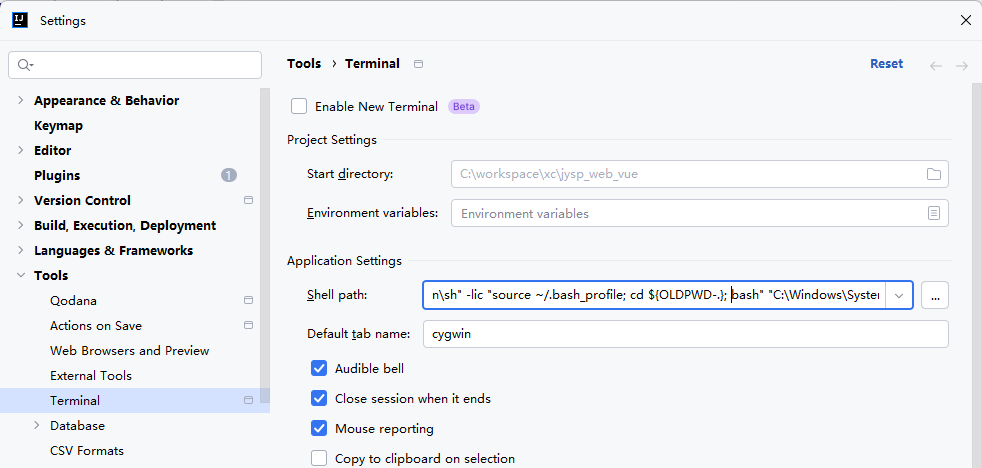 IJ Settings
Tools › Terminal Reset
Appearance & Behavior
Enable New Terminal Beta
Keymap
Project Settings
Editor
Plugins 1
Start directory: C:\workspace\xc\jysp_web_vue
Version Control
Environment variables: Environment variables
Build, Execution, Deployment
Languages & Frameworks
Application Settings
Tools
Shell path: n\sh" -lic "source ~/.bash_profile; cd ${OLDPWD-.}; bash" "C:\Windows\System ...
Qodana
Actions on Save
Default tab name: cygwin
Web Browsers and Preview
Audible bell
External Tools
Terminal
Close session when it ends
Database
Mouse reporting
CSV Formats
Copy to clipboard on selection